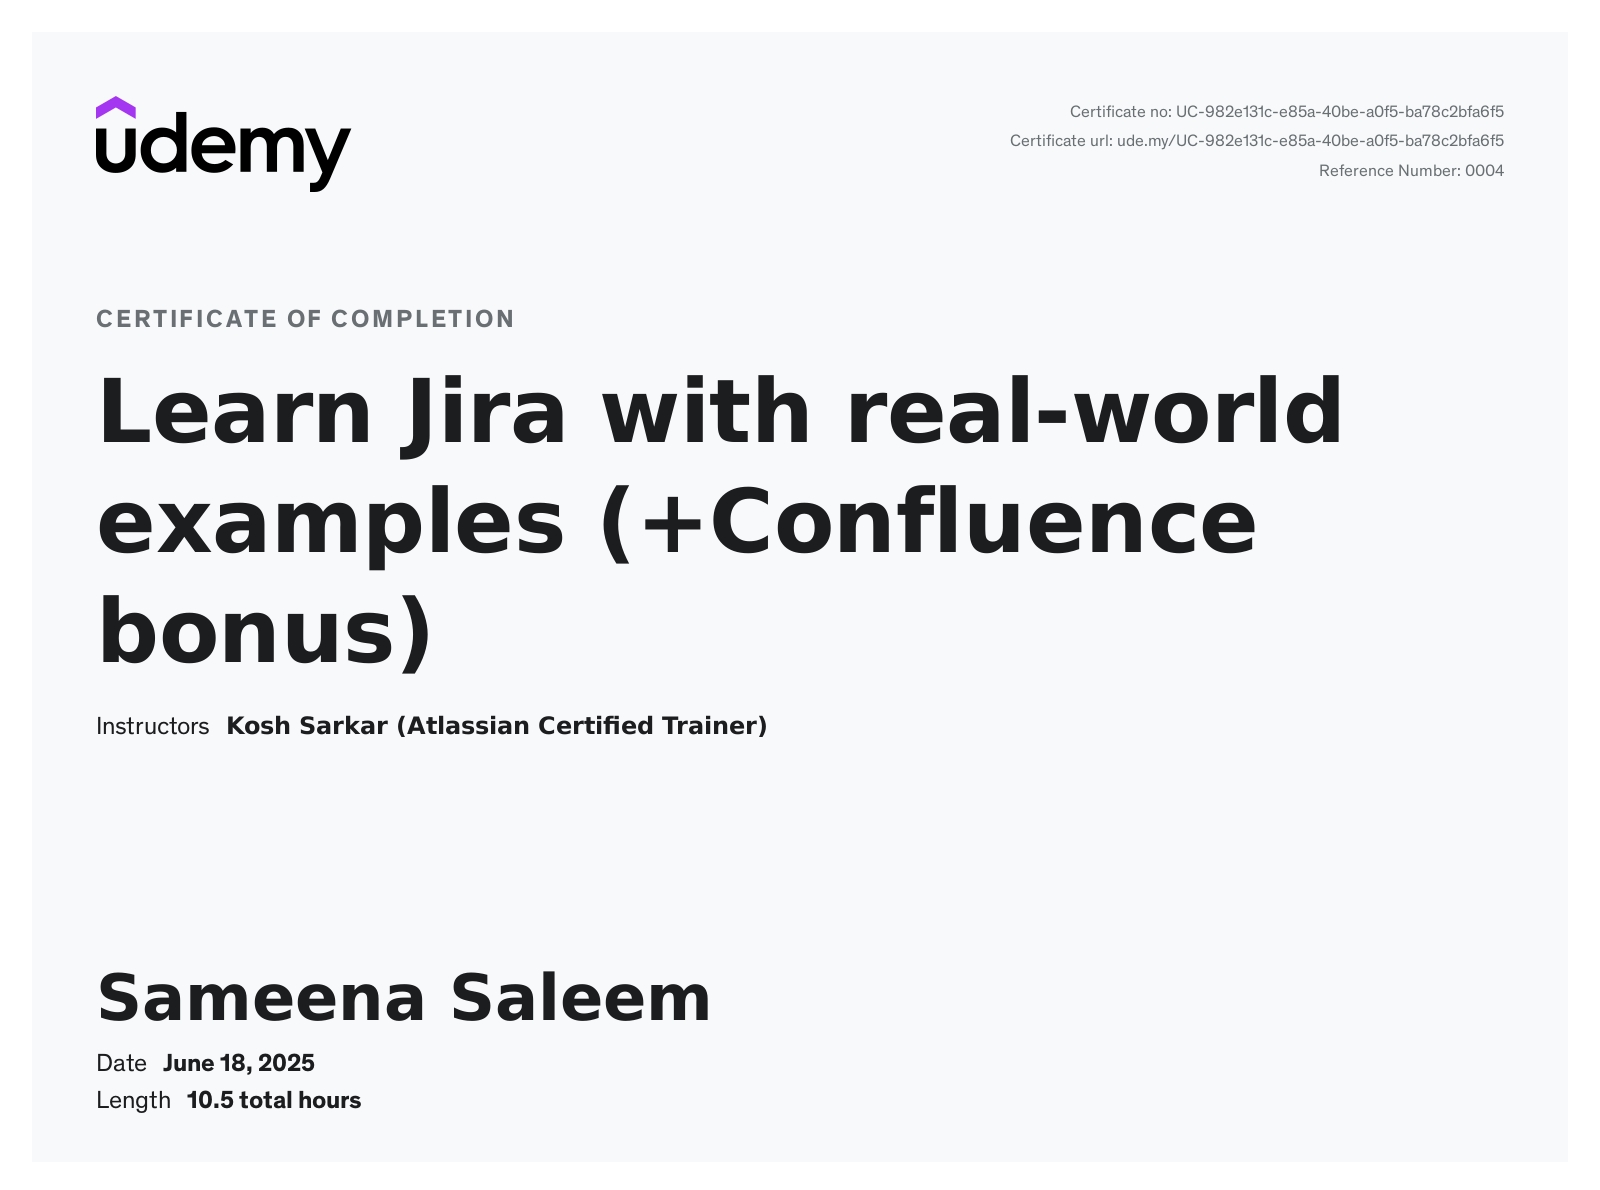 udemy
Certificate no: UC-982e131c-e85a-40be-a0f5-ba78c2bfa6f5
Certificate url: ude.my/UC-982e131c-e85a-40be-a0f5-ba78c2bfa6f5
Reference Number: 0004
CERTIFICATE OF COMPLETION
Learn Jira with real-world
examples (+Confluence
bonus)
Instructors Kosh Sarkar (Atlassian Certified Trainer)
Sameena Saleem
Date June 18, 2025
Length 10.5 total hours